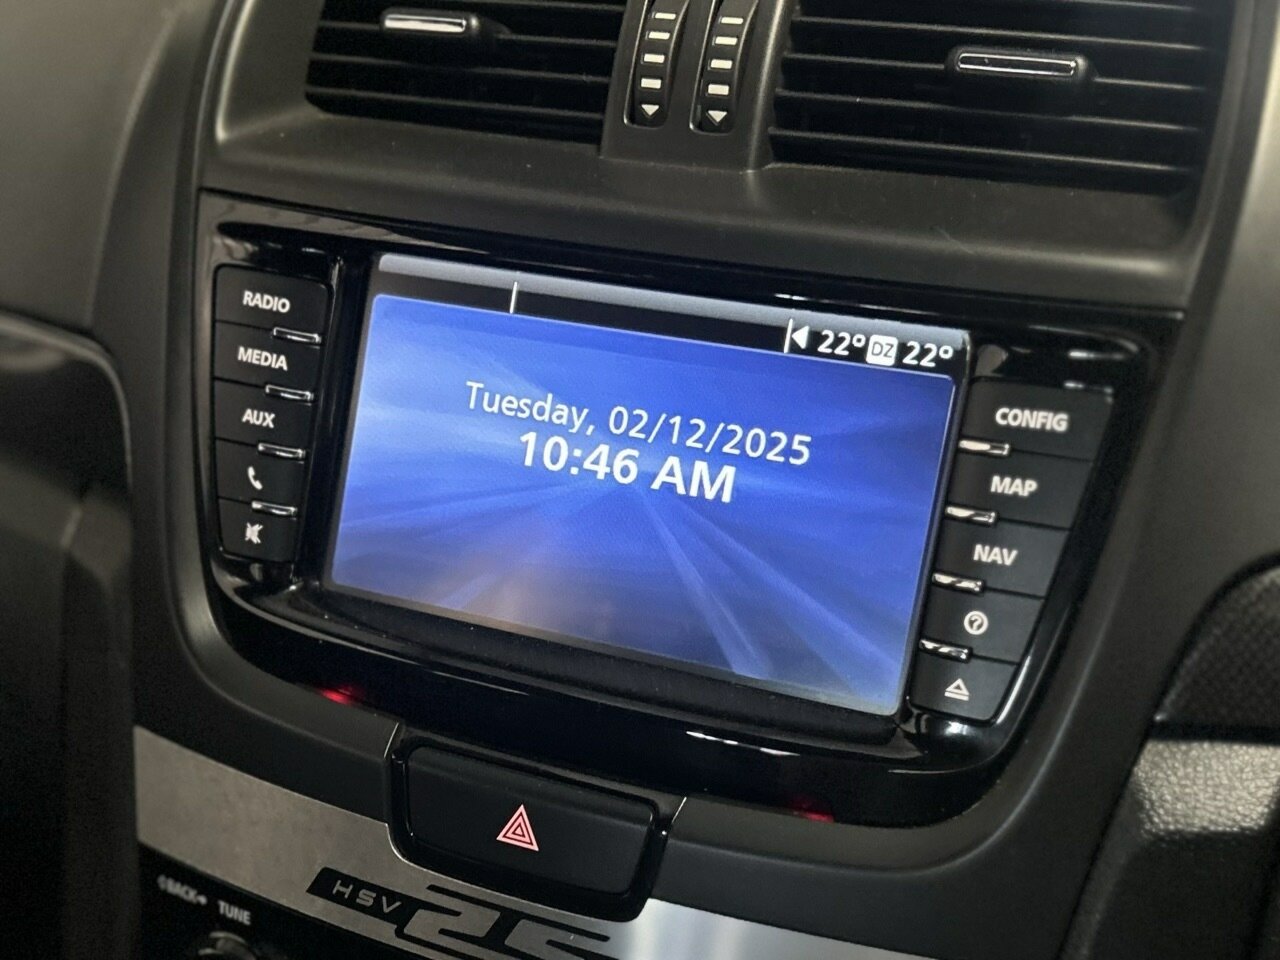 RADIO
MEDIA
AUX
22° DZ 22°
Tuesday, 02/12/2025
10:46 AM
CONFIG
MAP
NAV
?
BACK
TUNE
HSV
25